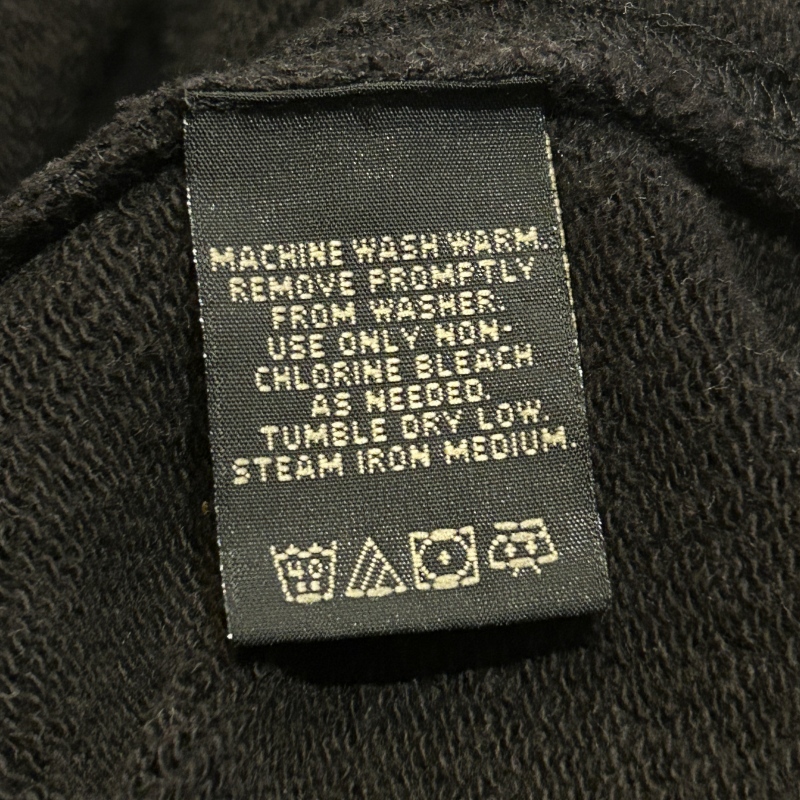 MACHINE WASH WARM.
REMOVE PROMPTLY
FROM WASHER.
USE ONLY NON-
CHLORINE BLEACH
AS NEEDED.
TUMBLE DRY LOW.
STEAM IRON MEDIUM.
40